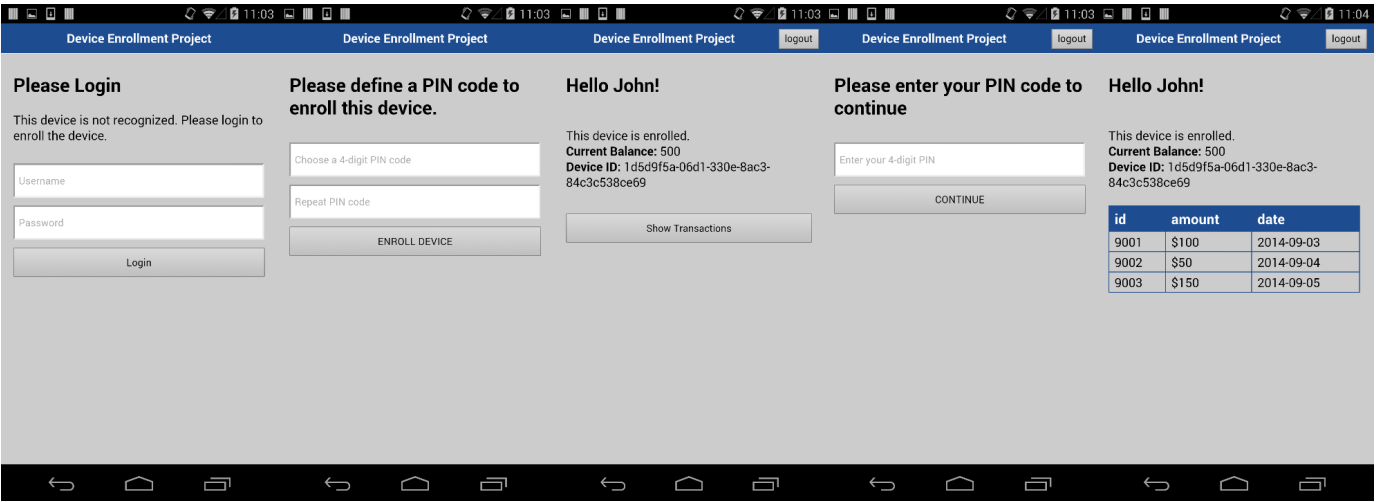 11:03
Device Enrollment Project
Please Login
This device is not recognized. Please login to
enroll the device.
Username
Password
Login
11:03
Device Enrollment Project
Please define a PIN code to
enroll this device.
Choose a 4-digit PIN code
Repeat PIN code
ENROLL DEVICE
11:03
Device Enrollment Project
logout
Hello John!
This device is enrolled.
Current Balance: 500
Device ID: 1d5d9f5a-06d1-330e-8ac3-
84c3c538ce69
Show Transactions
11:03
Device Enrollment Project
logout
Please enter your PIN code to
continue
Enter your 4-digit PIN
CONTINUE
11:04
Device Enrollment Project
logout
Hello John!
This device is enrolled.
Current Balance: 500
Device ID: 1d5d9f5a-06d1-330e-8ac3-
84c3c538ce69
id amount date
9001 $100 2014-09-03
9002 $50 2014-09-04
9003 $150 2014-09-05